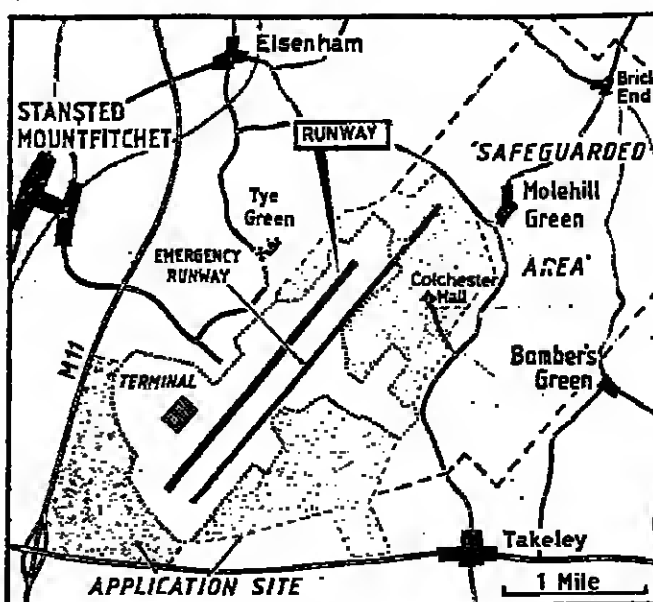 Elsenham
Brick
End
STANSTED
MOUNTFITCHET
RUNWAY
'SAFEGUARDED
Molehill
Green
Tye
Green
EMERGENCY
RUNWAY
AREA'
Colchester
Hall
M11
TERMINAL
Bamber's
Green
Takeley
APPLICATION SITE
1 Mile